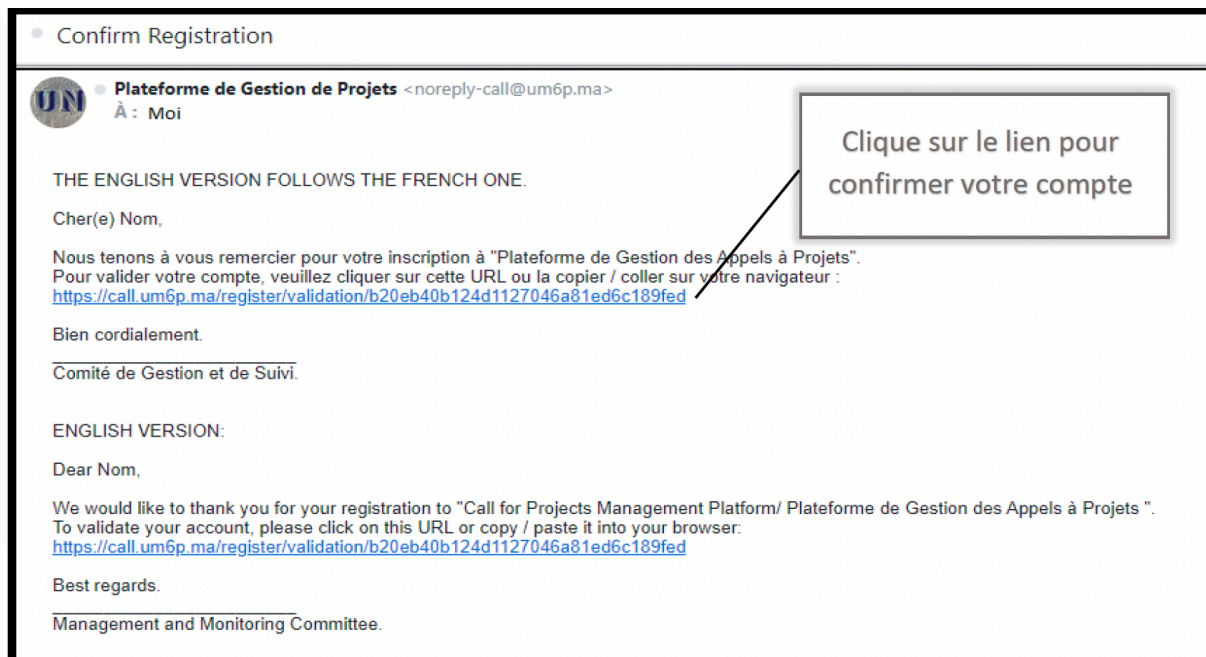 Confirm Registration
UN
Plateforme de Gestion de Projets <noreply-call@um6p.ma>
À : Moi
Clique sur le lien pour
confirmer votre compte
THE ENGLISH VERSION FOLLOWS THE FRENCH ONE.
Cher(e) Nom,
Nous tenons à vous remercier pour votre inscription à "Plateforme de Gestion des Appels à Projets".
Pour valider votre compte, veuillez cliquer sur cette URL ou la copier / coller sur votre navigateur :
https://call.um6p.ma/register/validation/b20eb40b124d1127046a81ed6c189fed
Bien cordialement.
Comité de Gestion et de Suivi.
ENGLISH VERSION:
Dear Nom,
We would like to thank you for your registration to "Call for Projects Management Platform/ Plateforme de Gestion des Appels à Projets ".
To validate your account, please click on this URL or copy / paste it into your browser:
https://call.um6p.ma/register/validation/b20eb40b124d1127046a81ed6c189fed
Best regards.
Management and Monitoring Committee.